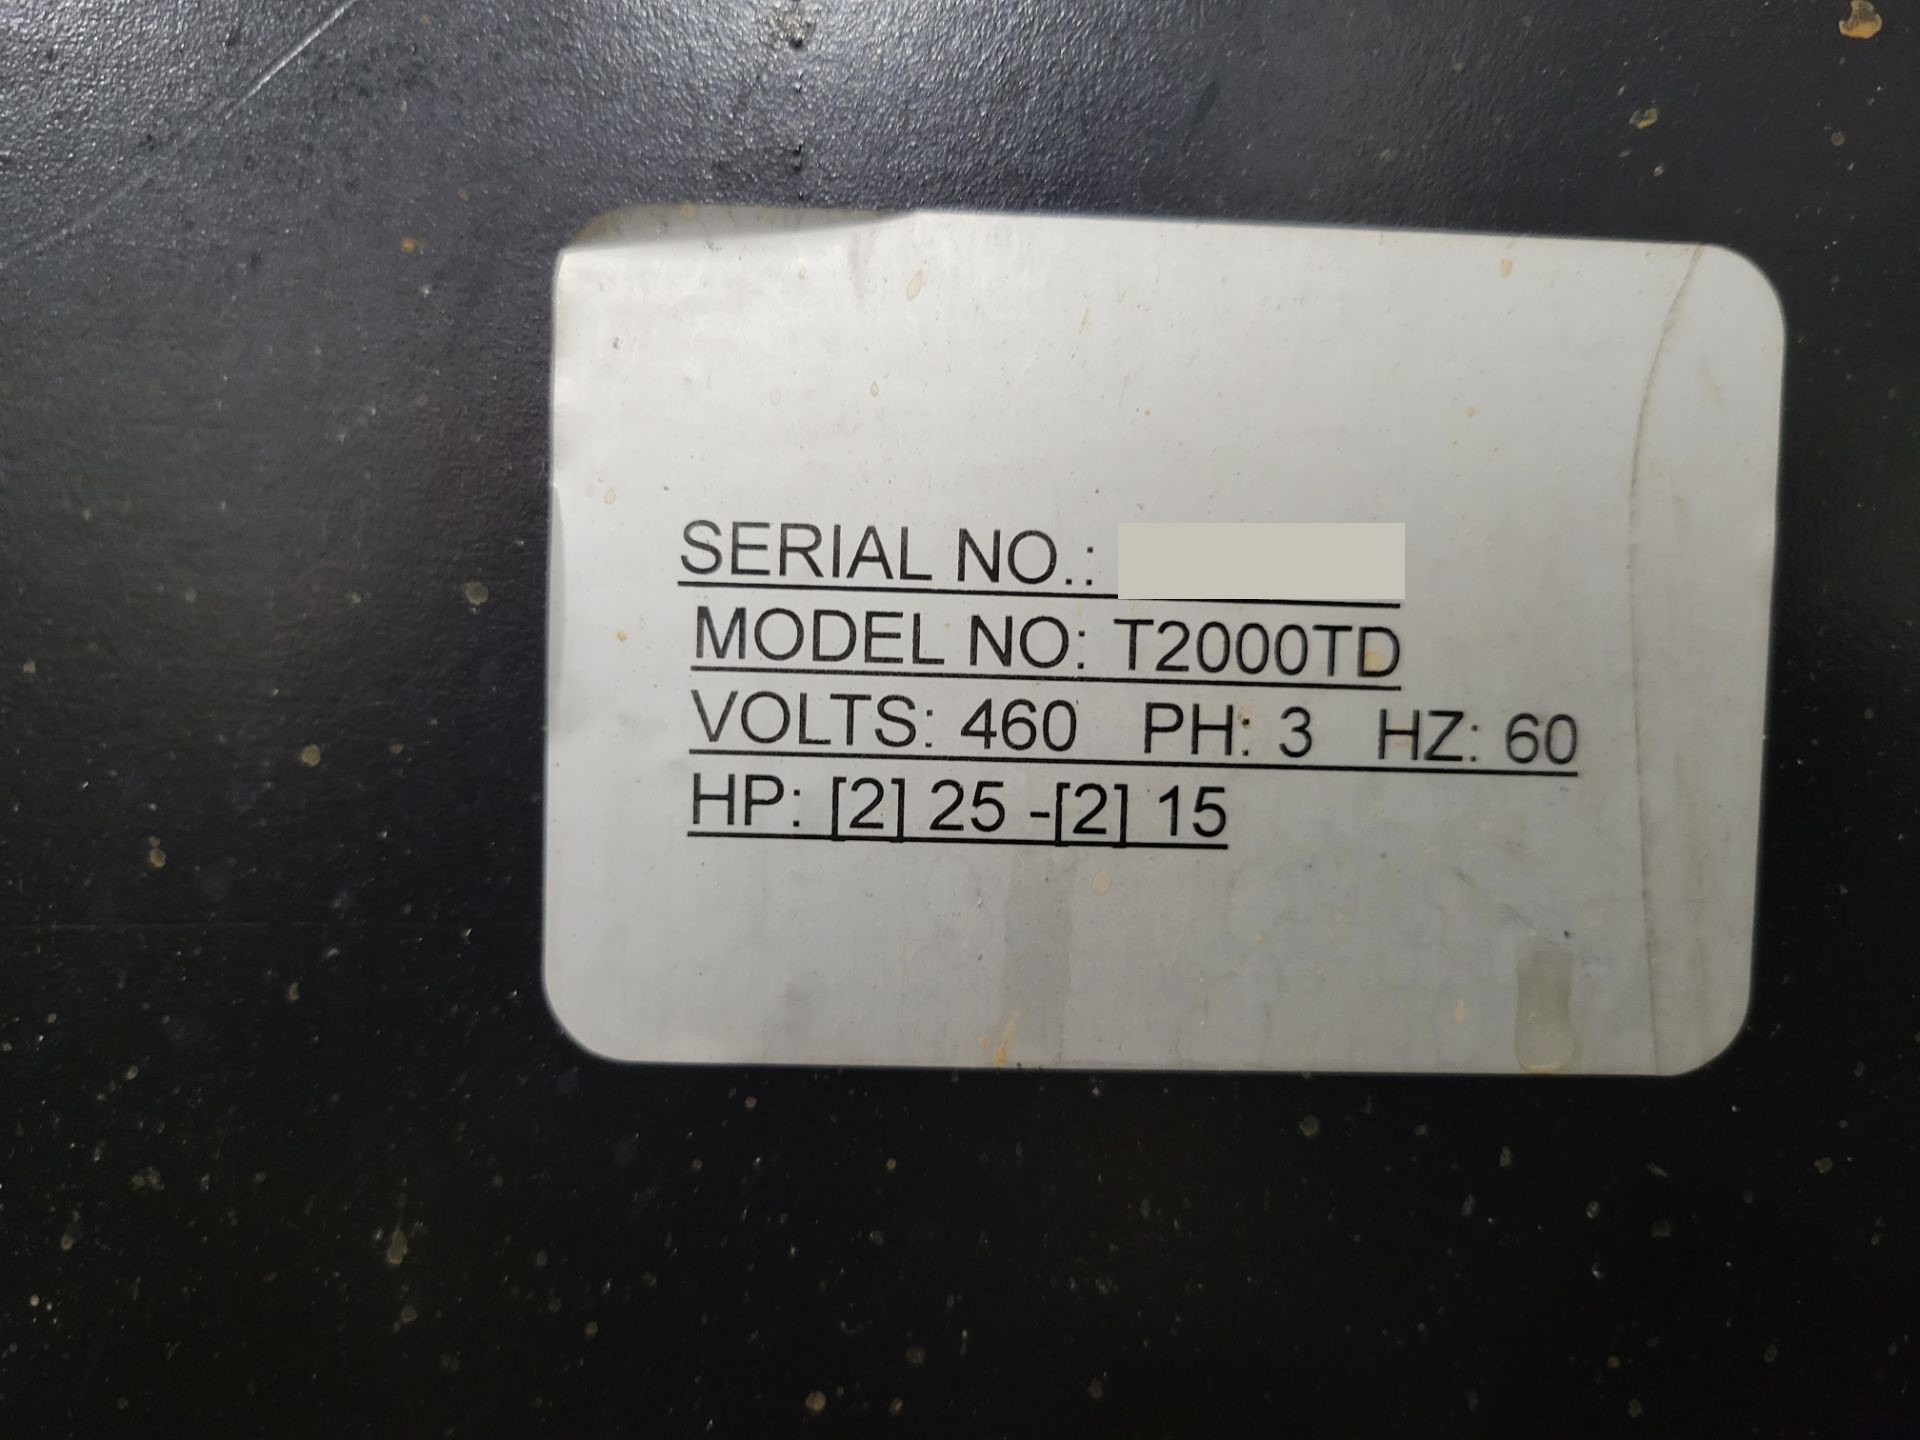 SERIAL NO.:
MODEL NO: T2000TD
VOLTS: 460 PH: 3 HZ: 60
HP: [2] 25 -[2] 15